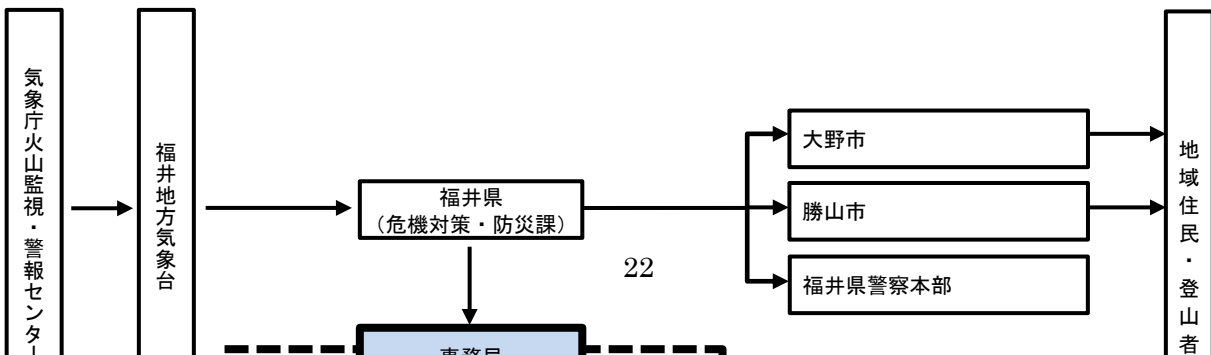 気象庁火山監視・警報センター
福井地方気象台
福井県
（危機対策・防災課）
大野市
勝山市
福井県警察本部
地域住民・登山者
22
事務局